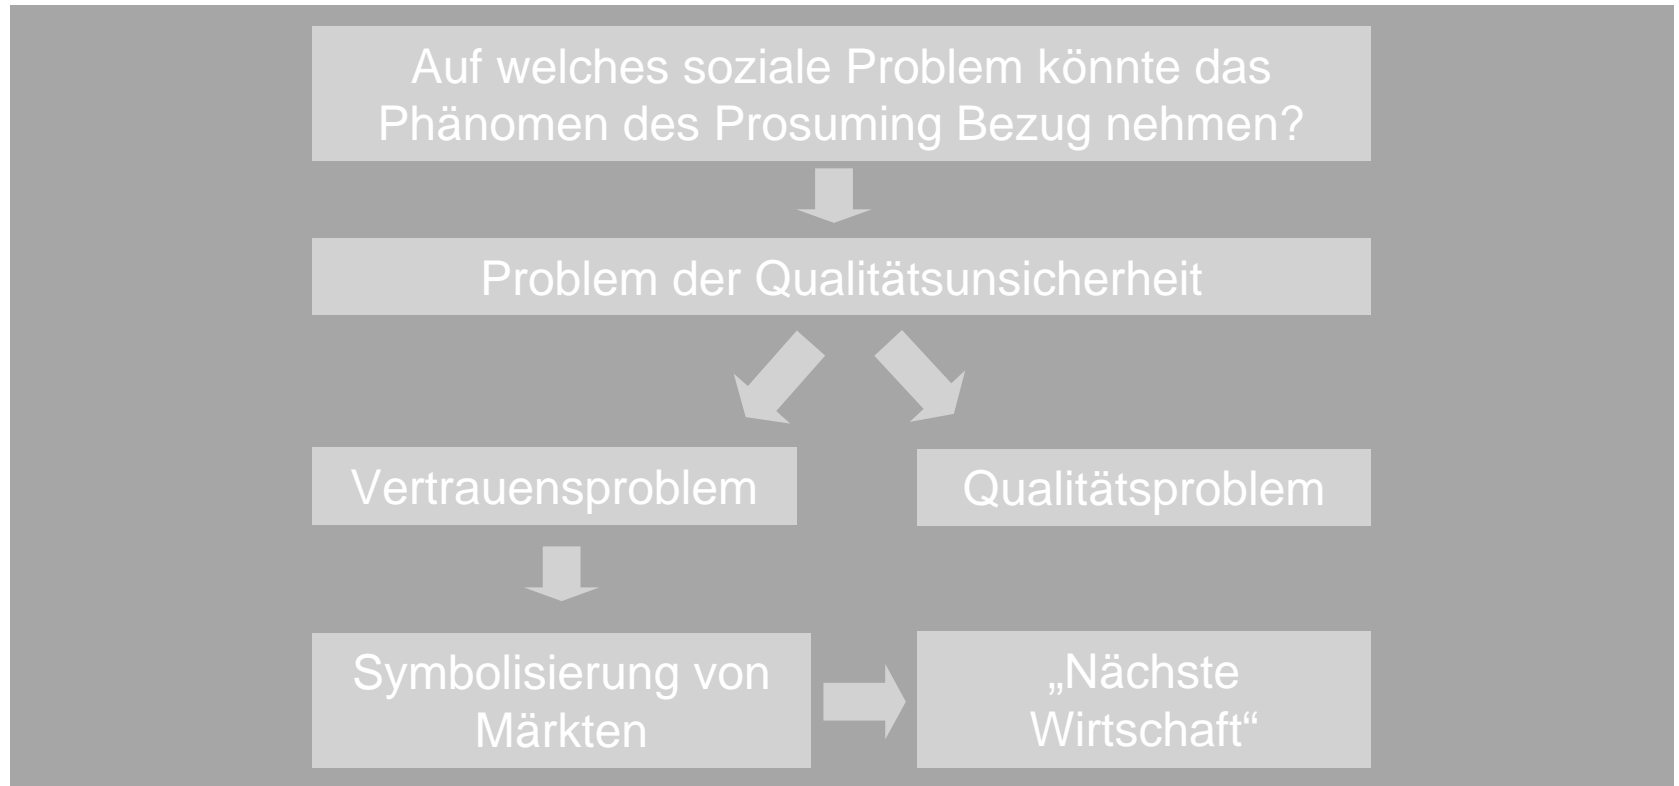 Auf welches soziale Problem könnte das
Phänomen des Prosuming Bezug nehmen?
Problem der Qualitätsunsicherheit
Vertrauensproblem
Qualitätsproblem
Symbolisierung von
Märkten
„Nächste
Wirtschaft“